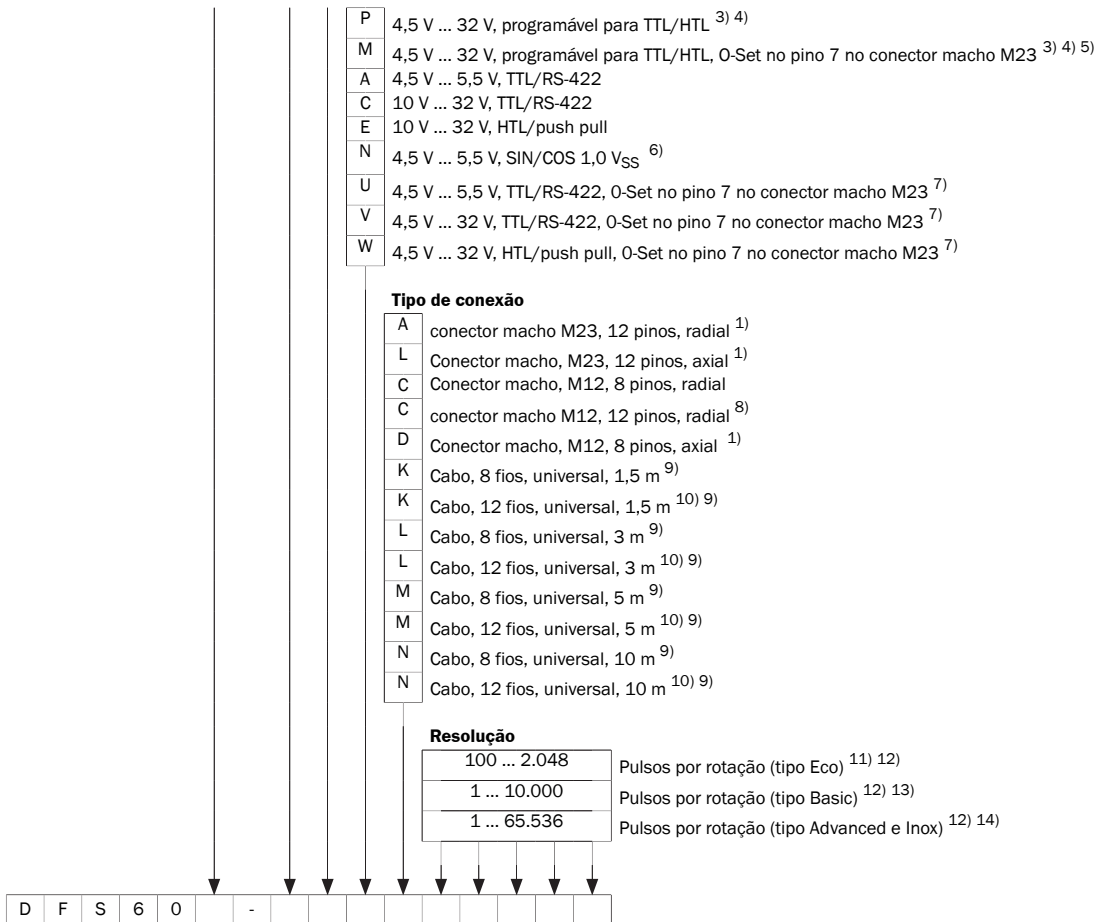 P 4,5 V ... 32 V, programável para TTL/HTL 3) 4)
M 4,5 V ... 32 V, programável para TTL/HTL, 0-Set no pino 7 no conector macho M23 3) 4) 5)
A 4,5 V ... 5,5 V, TTL/RS-422
C 10 V ... 32 V, TTL/RS-422
E 10 V ... 32 V, HTL/push pull
N 4,5 V ... 5,5 V, SIN/COS 1,0 VSS 6)
U 4,5 V ... 5,5 V, TTL/RS-422, 0-Set no pino 7 no conector macho M23 7)
V 4,5 V ... 32 V, TTL/RS-422, 0-Set no pino 7 no conector macho M23 7)
W 4,5 V ... 32 V, HTL/push pull, 0-Set no pino 7 no conector macho M23 7)
Tipo de conexão
A conector macho M23, 12 pinos, radial 1)
L Conector macho, M23, 12 pinos, axial 1)
C Conector macho, M12, 8 pinos, radial
C conector macho M12, 12 pinos, radial 8)
D Conector macho, M12, 8 pinos, axial 1)
K Cabo, 8 fios, universal, 1,5 m 9)
K Cabo, 12 fios, universal, 1,5 m 10) 9)
L Cabo, 8 fios, universal, 3 m 9)
L Cabo, 12 fios, universal, 3 m 10) 9)
M Cabo, 8 fios, universal, 5 m 9)
M Cabo, 12 fios, universal, 5 m 10) 9)
N Cabo, 8 fios, universal, 10 m 9)
N Cabo, 12 fios, universal, 10 m 10) 9)
Resolução
100 ... 2.048 Pulsos por rotação (tipo Eco) 11) 12)
1 ... 10.000 Pulsos por rotação (tipo Basic) 12) 13)
1 ... 65.536 Pulsos por rotação (tipo Advanced e Inox) 12) 14)
D F S 6 0 -